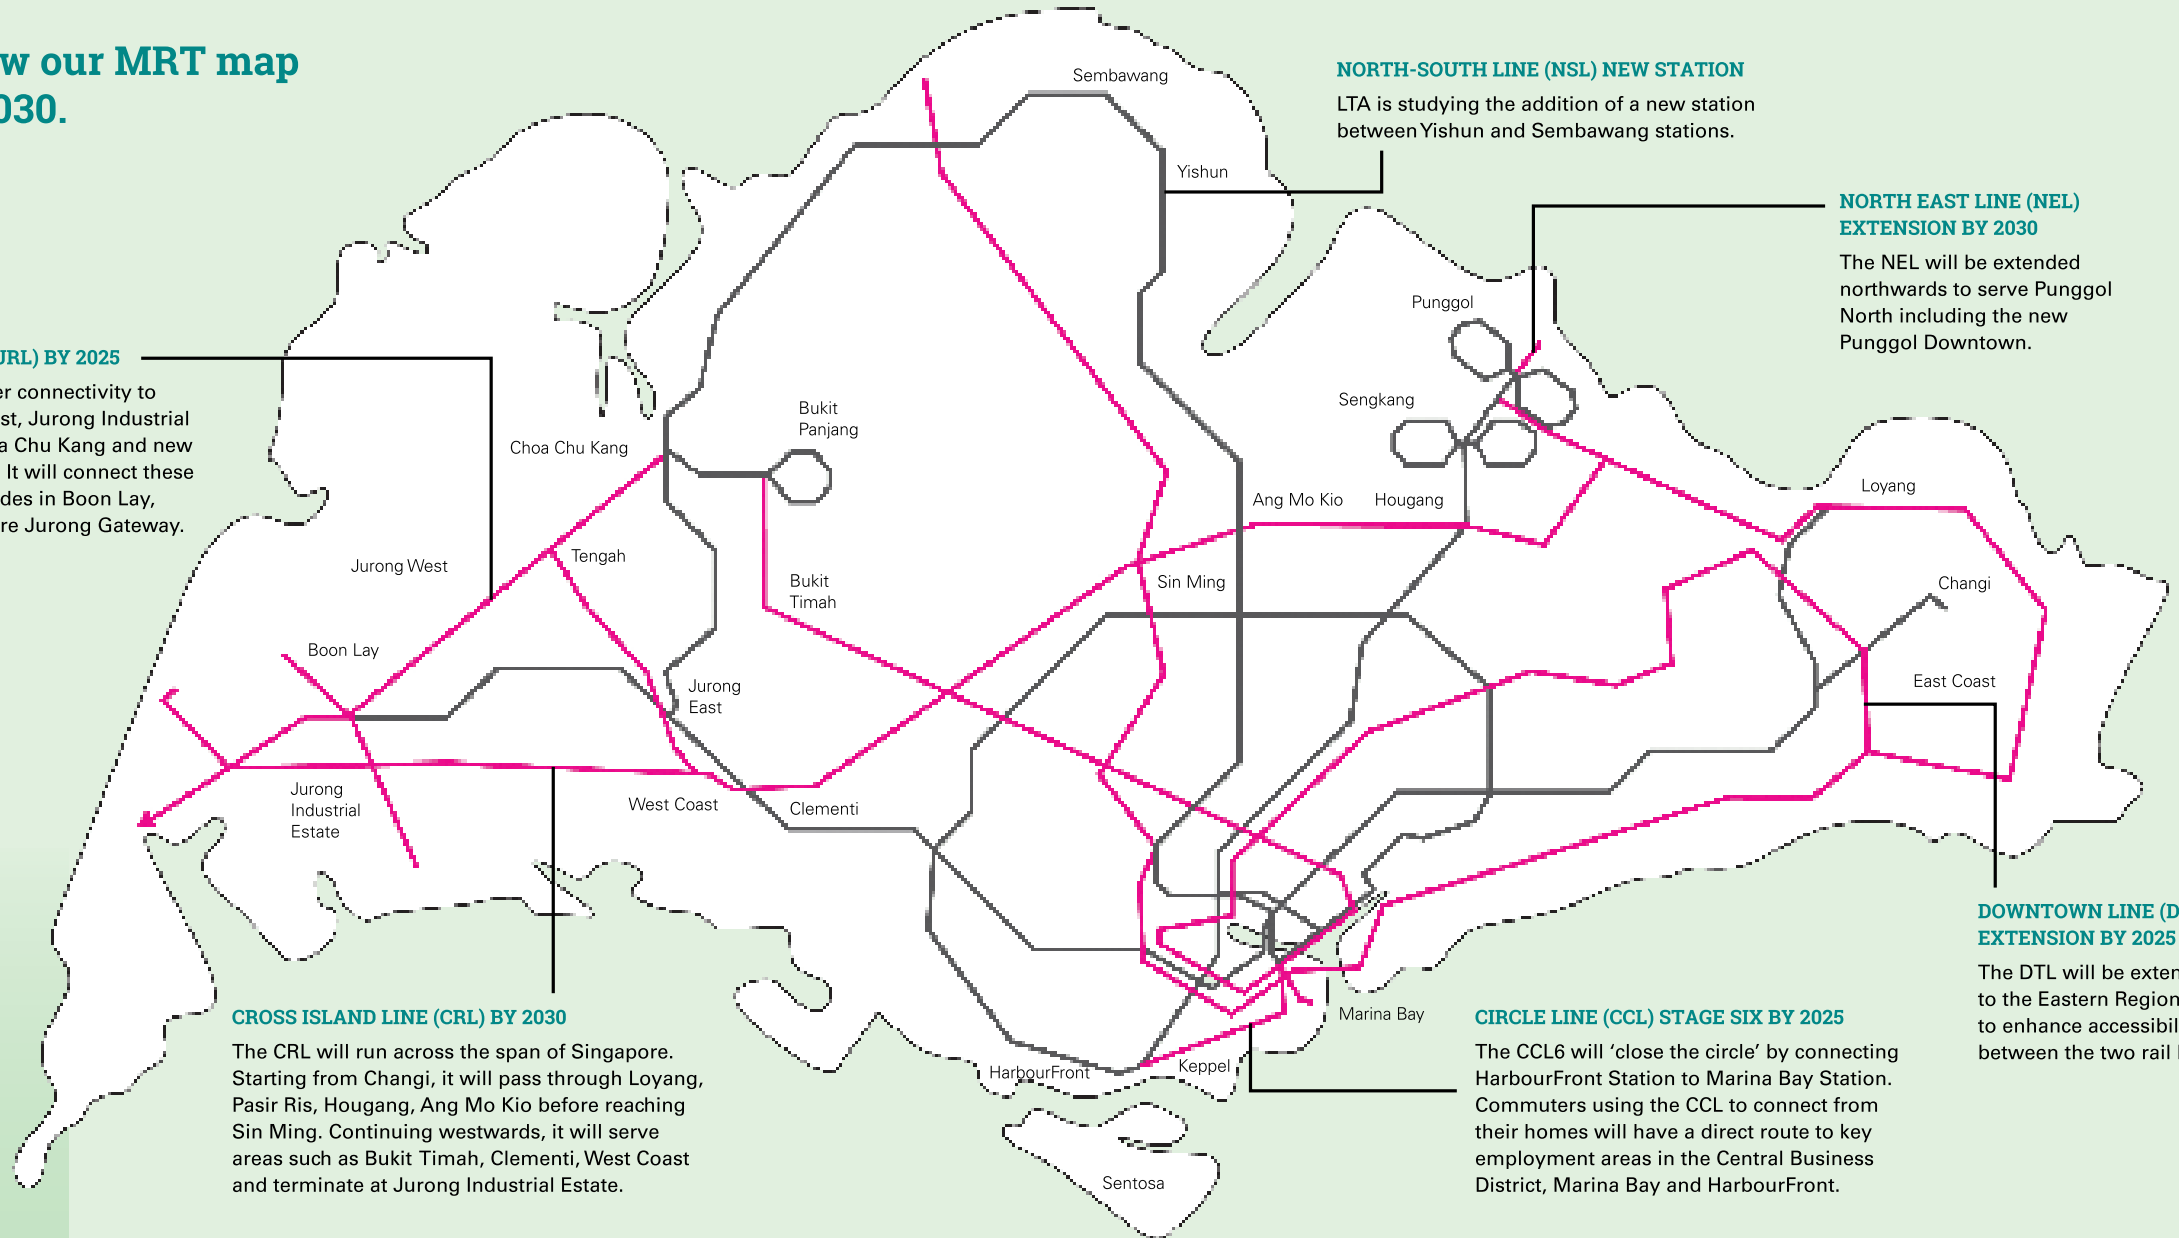 w our MRT map
030.
Sembawang
NORTH-SOUTH LINE (NSL) NEW STATION
LTA is studying the addition of a new station
between Yishun and Sembawang stations.
Yishun
NORTH EAST LINE (NEL)
EXTENSION BY 2030
The NEL will be extended
northwards to serve Punggol
North including the new
Punggol Downtown.
Punggol
JRL) BY 2025
er connectivity to
st, Jurong Industrial
a Chu Kang and new
It will connect these
des in Boon Lay,
re Jurong Gateway.
Sengkang
Bukit
Panjang
Choa Chu Kang
Ang Mo Kio
Hougang
Loyang
Jurong West
Tengah
Bukit
Timah
Sin Ming
Changi
Boon Lay
Jurong
East
East Coast
Jurong
Industrial
Estate
West Coast
Clementi
DOWNTOWN LINE (D
EXTENSION BY 2025
The DTL will be exten
to the Eastern Region
to enhance accessibil
between the two rail
CROSS ISLAND LINE (CRL) BY 2030
The CRL will run across the span of Singapore.
Starting from Changi, it will pass through Loyang,
Pasir Ris, Hougang, Ang Mo Kio before reaching
Sin Ming. Continuing westwards, it will serve
areas such as Bukit Timah, Clementi, West Coast
and terminate at Jurong Industrial Estate.
Marina Bay
HarbourFront
Keppel
CIRCLE LINE (CCL) STAGE SIX BY 2025
The CCL6 will ‘close the circle’ by connecting
HarbourFront Station to Marina Bay Station.
Commuters using the CCL to connect from
their homes will have a direct route to key
employment areas in the Central Business
District, Marina Bay and HarbourFront.
Sentosa